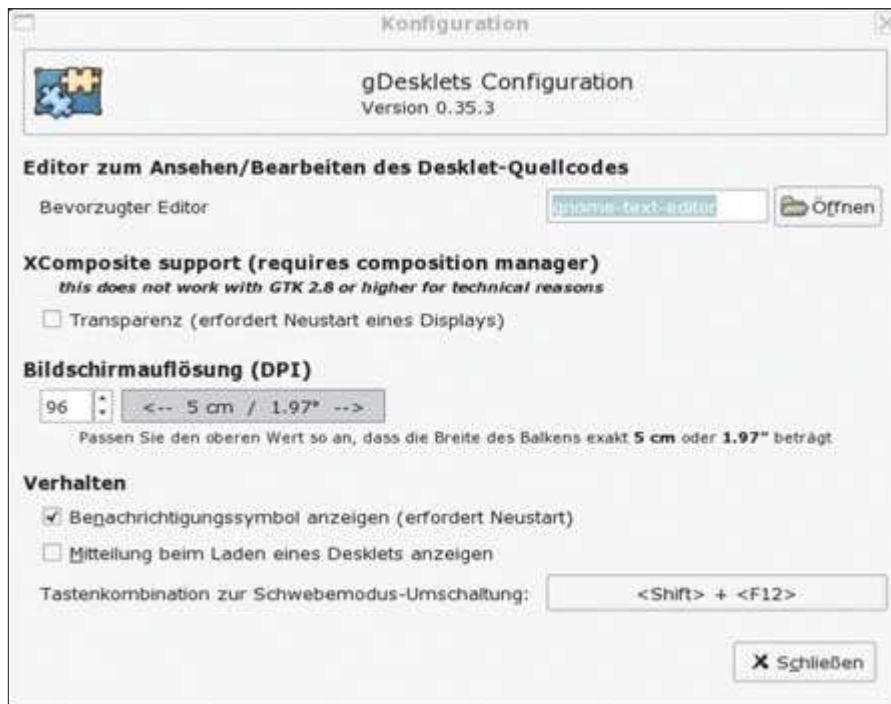 Konfiguration
gDesklets Configuration
Version 0.35.3
Editor zum Ansehen/Bearbeiten des Desklet-Quellcodes
Bevorzugter Editor gnome-text-editor Öffnen
XComposite support (requires composition manager)
this does not work with GTK 2.8 or higher for technical reasons
Transparenz (erfordert Neustart eines Displays)
Bildschirmauflösung (DPI)
96 <-- 5 cm / 1.97" -->
Passen Sie den oberen Wert so an, dass die Breite des Balkens exakt 5 cm oder 1.97" beträgt
Verhalten
Benachrichtigungssymbol anzeigen (erfordert Neustart)
Mitteilung beim Laden eines Desklets anzeigen
Tastenkombination zur Schwebemodus-Umschaltung: <Shift> + <F12>
Schließen